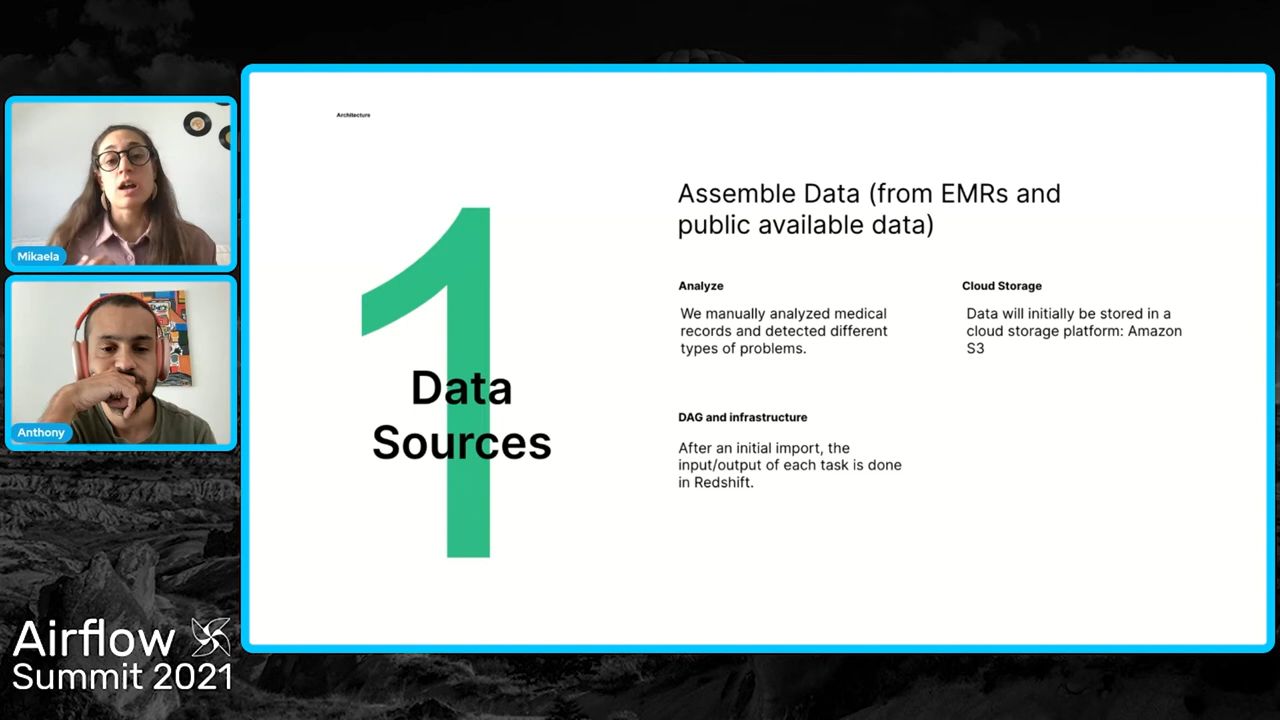 Architecture
Assemble Data (from EMRs and
public available data)
Data
Sources
1
Analyze
We manually analyzed medical
records and detected different
types of problems.
Cloud Storage
Data will initially be stored in a
cloud storage platform: Amazon
S3
DAG and infrastructure
After an initial import, the
input/output of each task is done
in Redshift.
Mikaela
Anthony
Airflow
Summit 2021